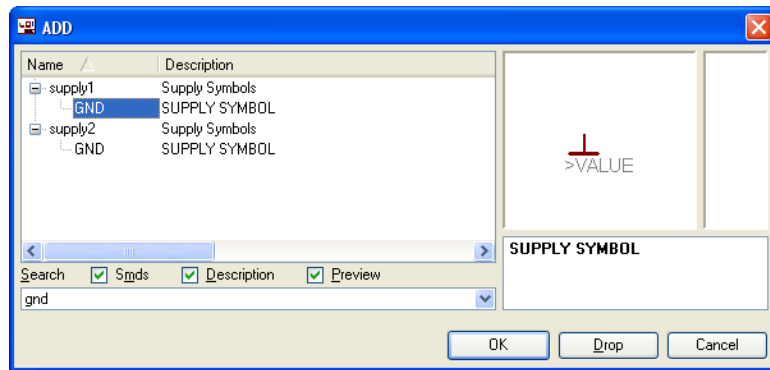 ADD
Name Description
supply1 Supply Symbols
GND SUPPLY SYMBOL
supply2 Supply Symbols
GND SUPPLY SYMBOL
>VALUE
SUPPLY SYMBOL
Search Smds Description Preview
gnd
OK Drop Cancel